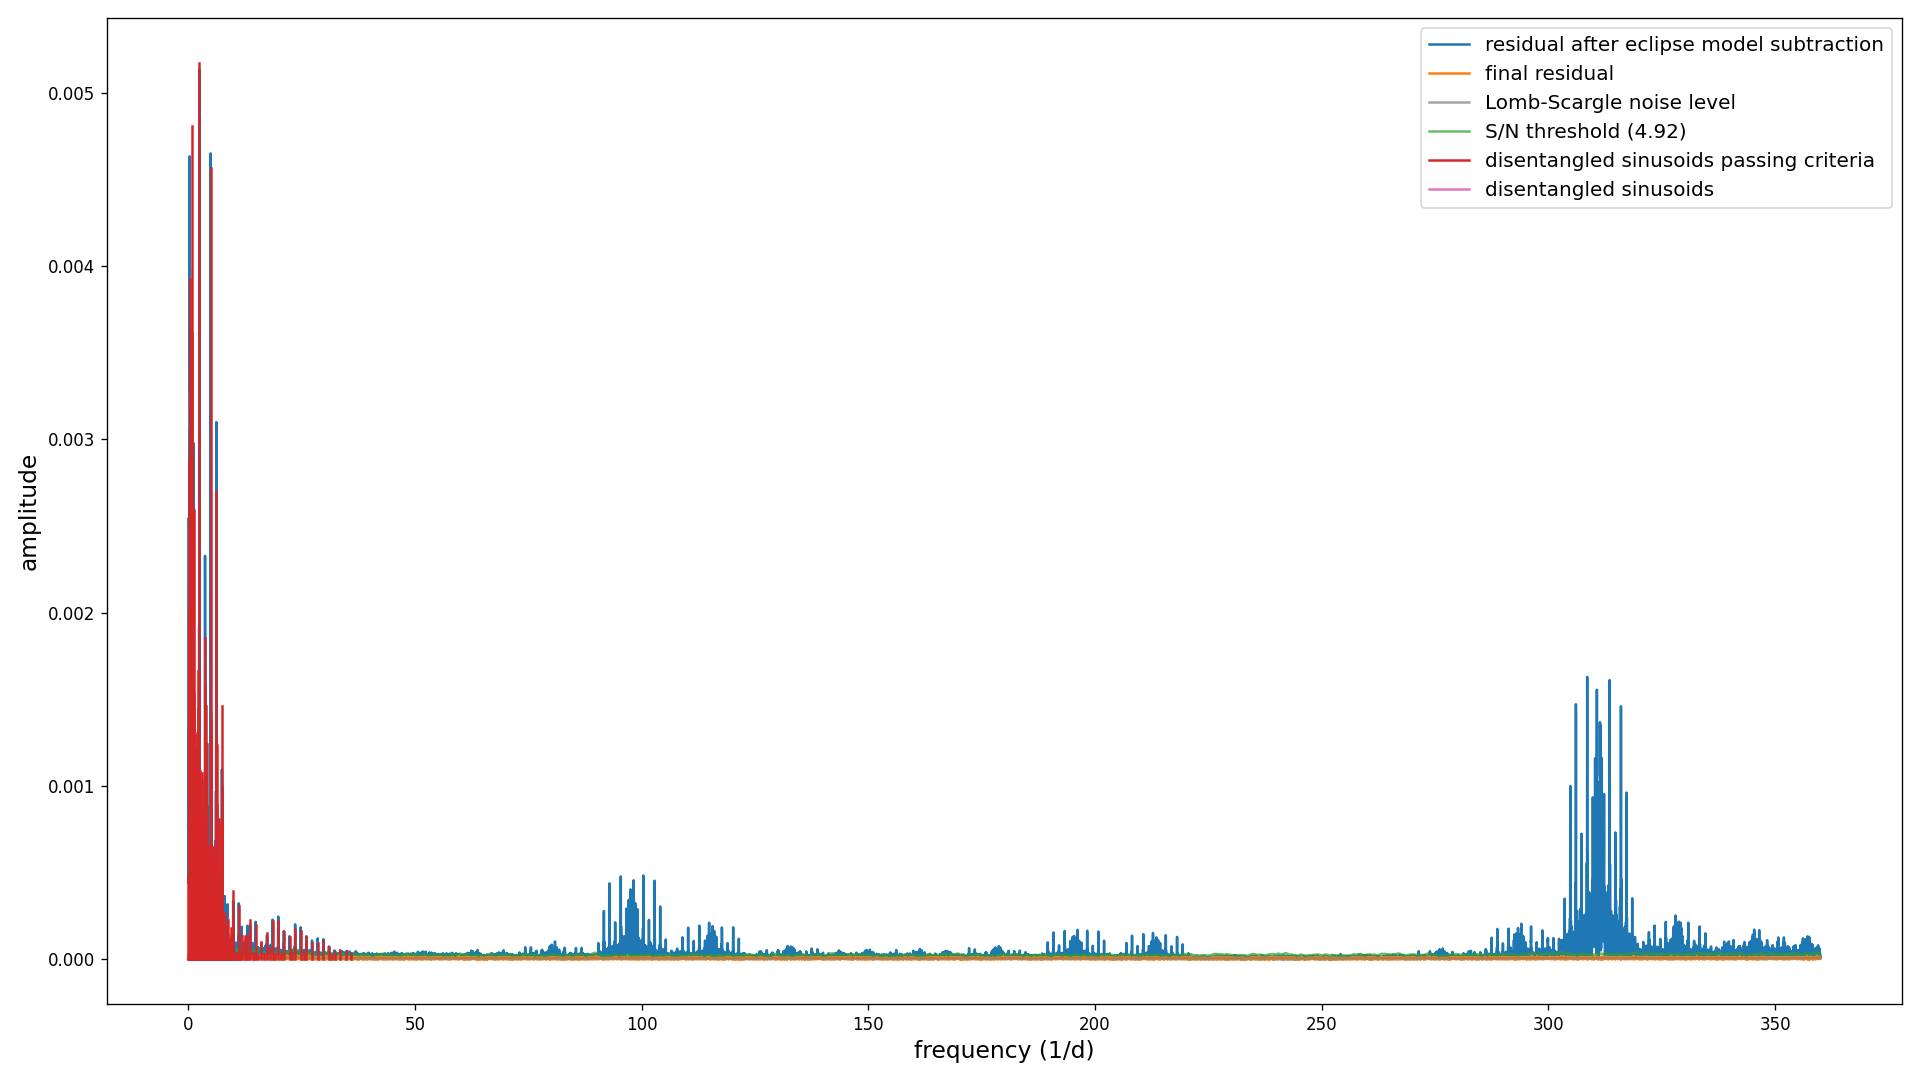 residual after eclipse model subtraction
final residual
Lomb-Scargle noise level
S/N threshold (4.92)
disentangled sinusoids passing criteria
disentangled sinusoids
0.005
0.004
0.003
0.002
0.001
0.000
amplitude
0 50 100 150 200 250 300 350
frequency (1/d)